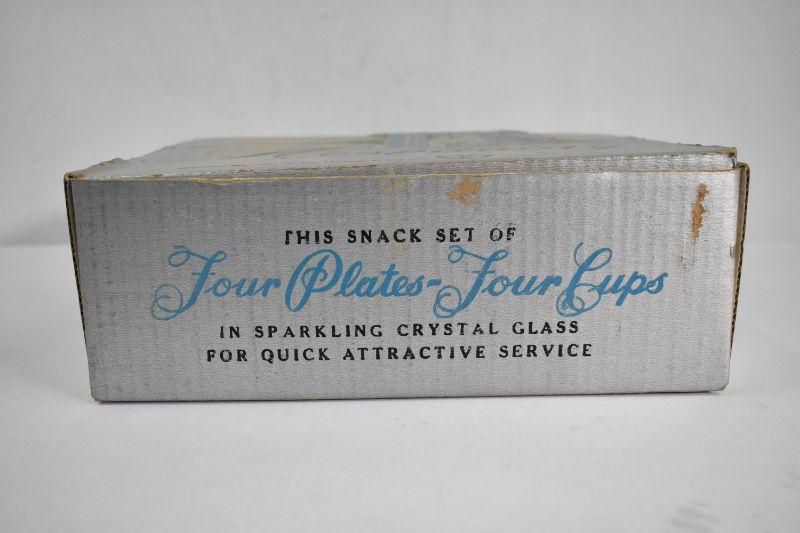 THIS SNACK SET OF
Four Plates-Four Cups
IN SPARKLING CRYSTAL GLASS
FOR QUICK ATTRACTIVE SERVICE